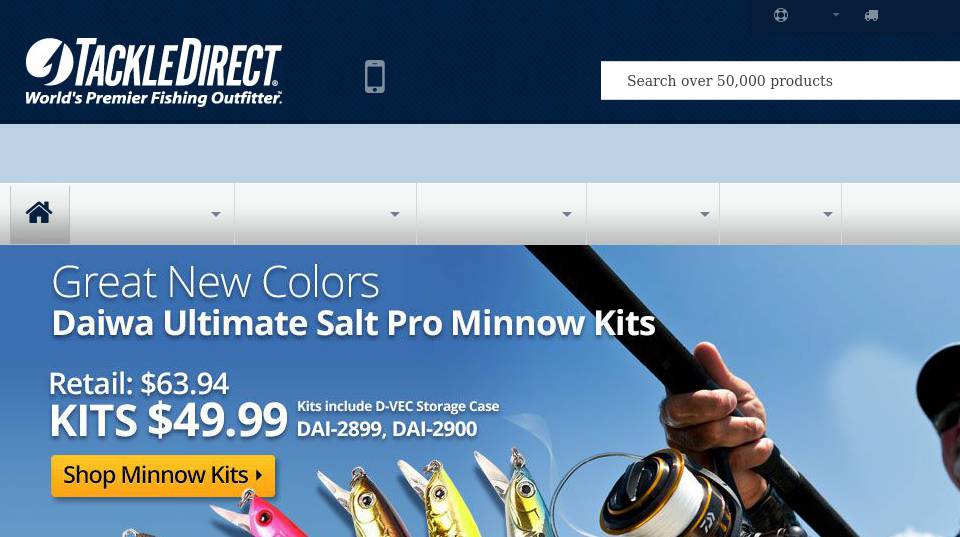 TACKLEDIRECT®
World's Premier Fishing Outfitter.™
Search over 50,000 products
Great New Colors
Daiwa Ultimate Salt Pro Minnow Kits
Retail: $63.94
KITS $49.99
Kits include D-VEC Storage Case
DAI-2899, DAI-2900
Shop Minnow Kits